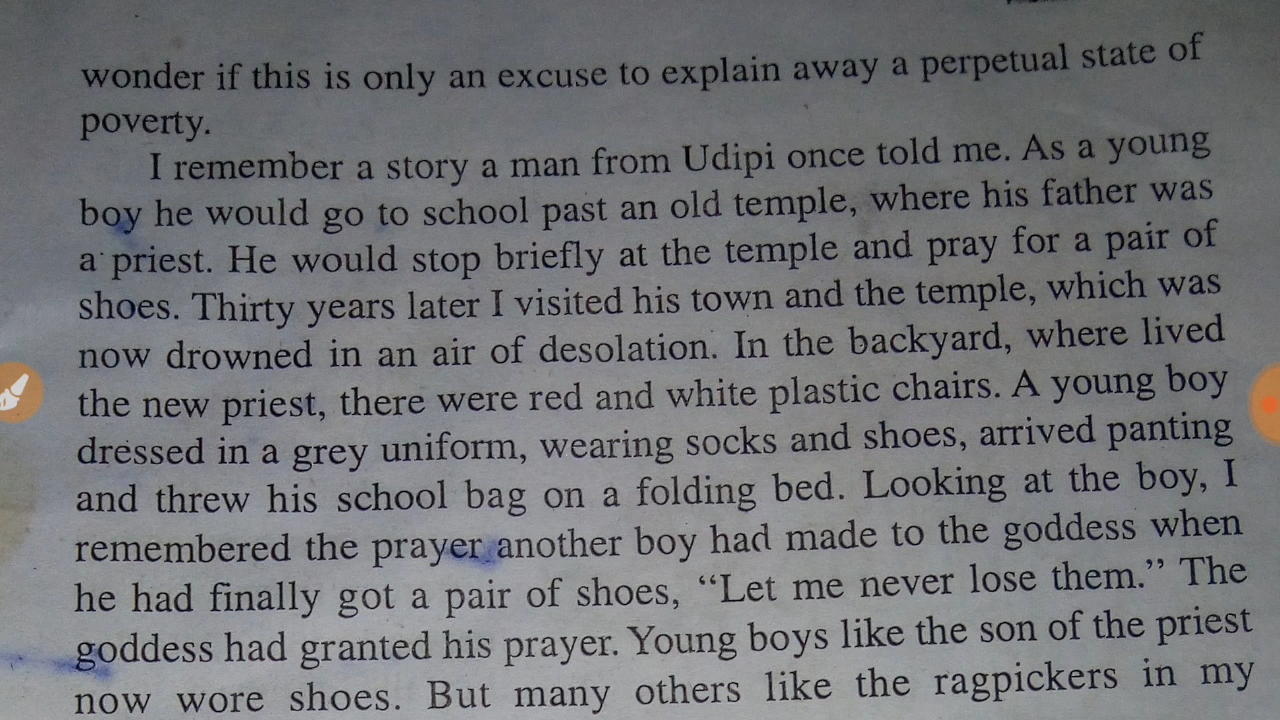 wonder if this is only an excuse to explain away a perpetual state of
poverty.
I remember a story a man from Udipi once told me. As a young
boy he would go to school past an old temple, where his father was
a priest. He would stop briefly at the temple and pray for a pair of
shoes. Thirty years later I visited his town and the temple, which was
now drowned in an air of desolation. In the backyard, where lived
the new priest, there were red and white plastic chairs. A young boy
dressed in a grey uniform, wearing socks and shoes, arrived panting
and threw his school bag on a folding bed. Looking at the boy, I
remembered the prayer another boy had made to the goddess when
he had finally got a pair of shoes, “Let me never lose them.” The
goddess had granted his prayer. Young boys like the son of the priest
now wore shoes. But many others like the ragpickers in my